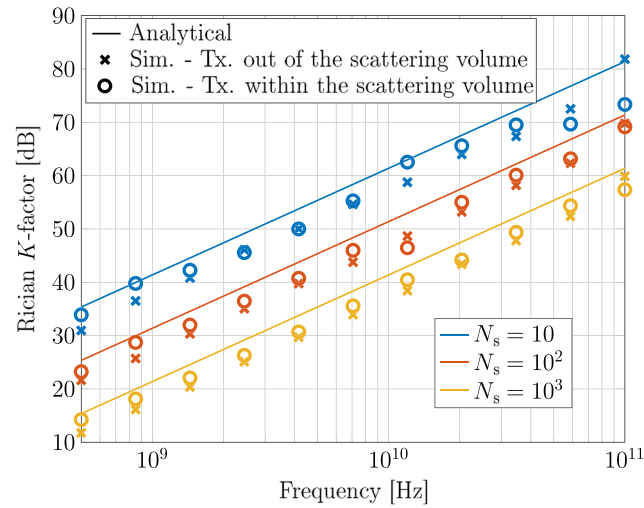 90
80
70
60
50
40
30
20
10
Rician K-factor [dB]
Analytical
Sim. - Tx. out of the scattering volume
Sim. - Tx. within the scattering volume
Nₛ = 10
Nₛ = 10²
Nₛ = 10³
10⁹ 10¹⁰ 10¹¹
Frequency [Hz]